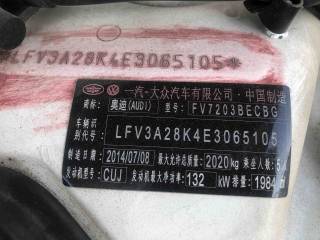 LFV3A28K4E3065105*
一汽-大众汽车有限公司·中国制造
品牌: 奥迪(AUDI) 型号: FV7203BECBG
车辆识别代号: LFV3A28K4E3065105
制造年月: 2014/07/08 最大允许总质量: 2020kg 乘坐人数: 5人
发动机型号: CUJ 发动机最大净功率: 132 kW 排量: 1984